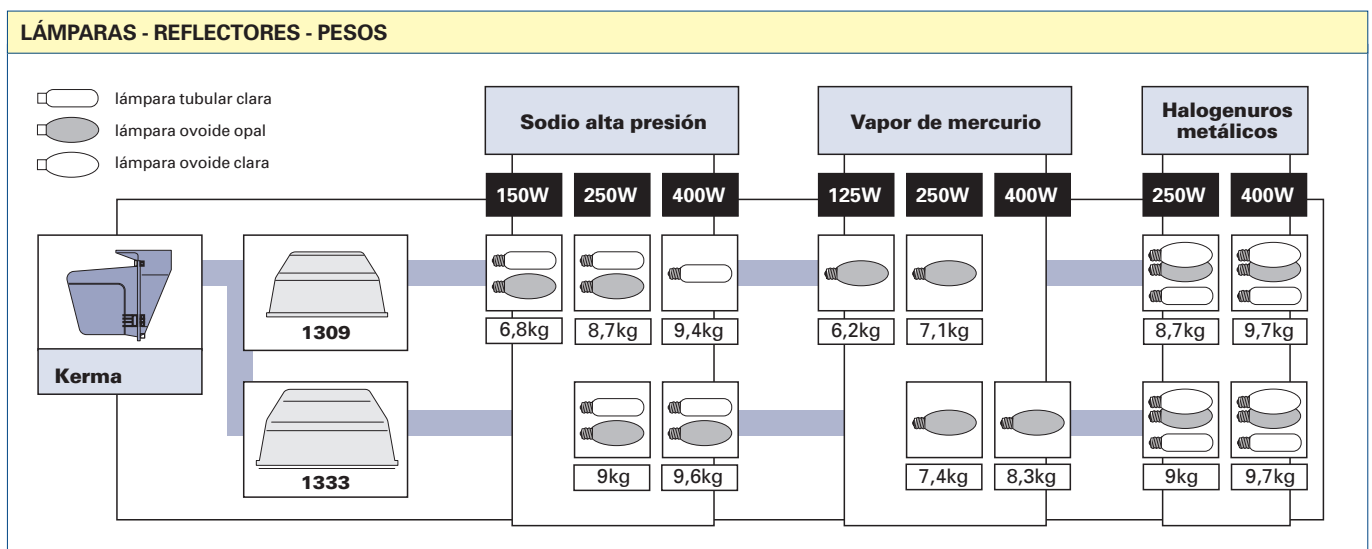 LÁMPARAS - REFLECTORES - PESOS
lámpara tubular clara
lámpara ovoide opal
lámpara ovoide clara
Sodio alta presión
Vapor de mercurio
Halogenuros
metálicos
150W 250W 400W 125W 250W 400W 250W 400W
Kerma
1309
6,8kg 8,7kg 9,4kg 6,2kg 7,1kg 8,7kg 9,7kg
1333
9kg 9,6kg 7,4kg 8,3kg 9kg 9,7kg